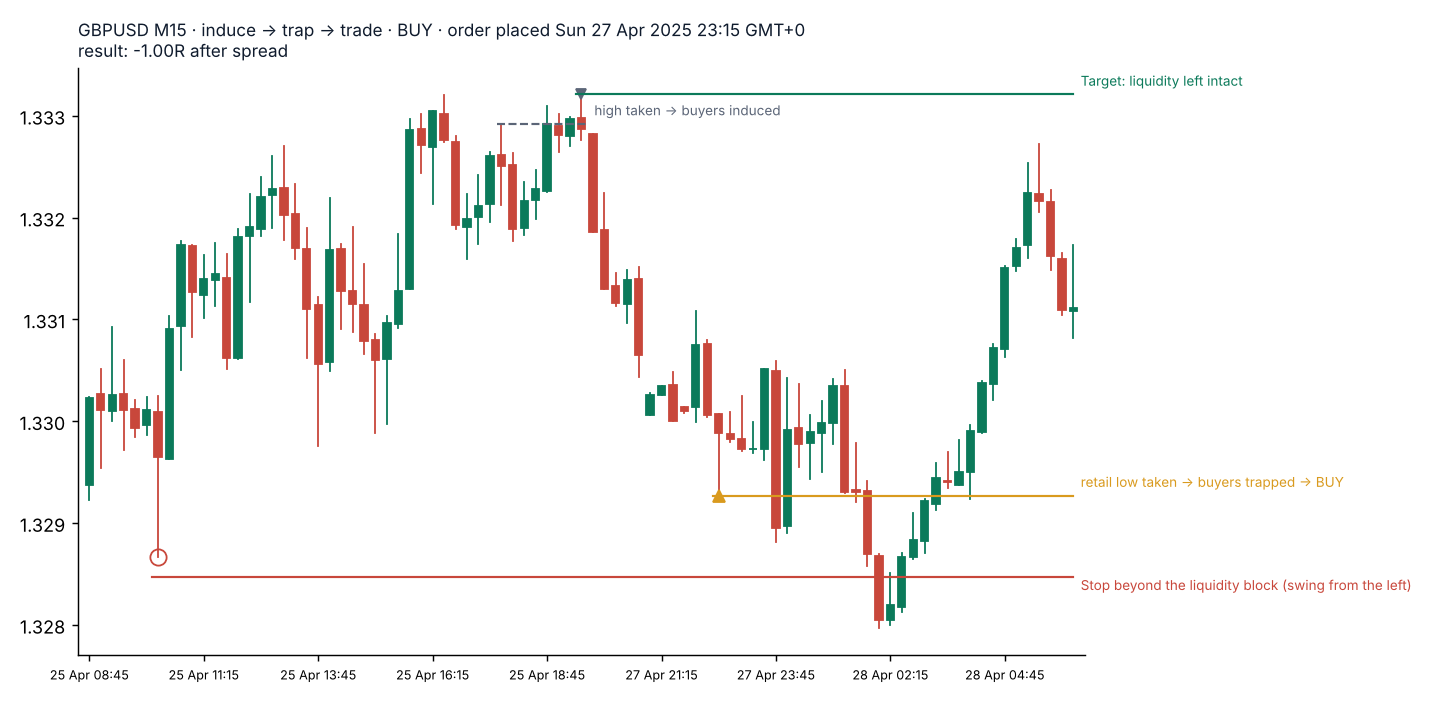 GBPUSD M15 · induce → trap → trade · BUY · order placed Sun 27 Apr 2025 23:15 GMT+0
result: -1.00R after spread
Target: liquidity left intact
high taken → buyers induced
1.333
1.332
1.331
1.330
retail low taken → buyers trapped → BUY
1.329
Stop beyond the liquidity block (swing from the left)
1.328
25 Apr 08:45
25 Apr 11:15
25 Apr 13:45
25 Apr 16:15
25 Apr 18:45
27 Apr 21:15
27 Apr 23:45
28 Apr 02:15
28 Apr 04:45